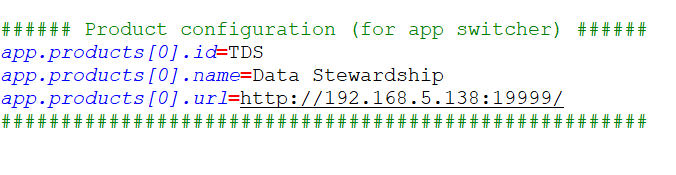 ###### Product configuration (for app switcher) ######
app.products[0].id=TDS
app.products[0].name=Data Stewardship
app.products[0].url=http://192.168.5.138:19999/
######################################################